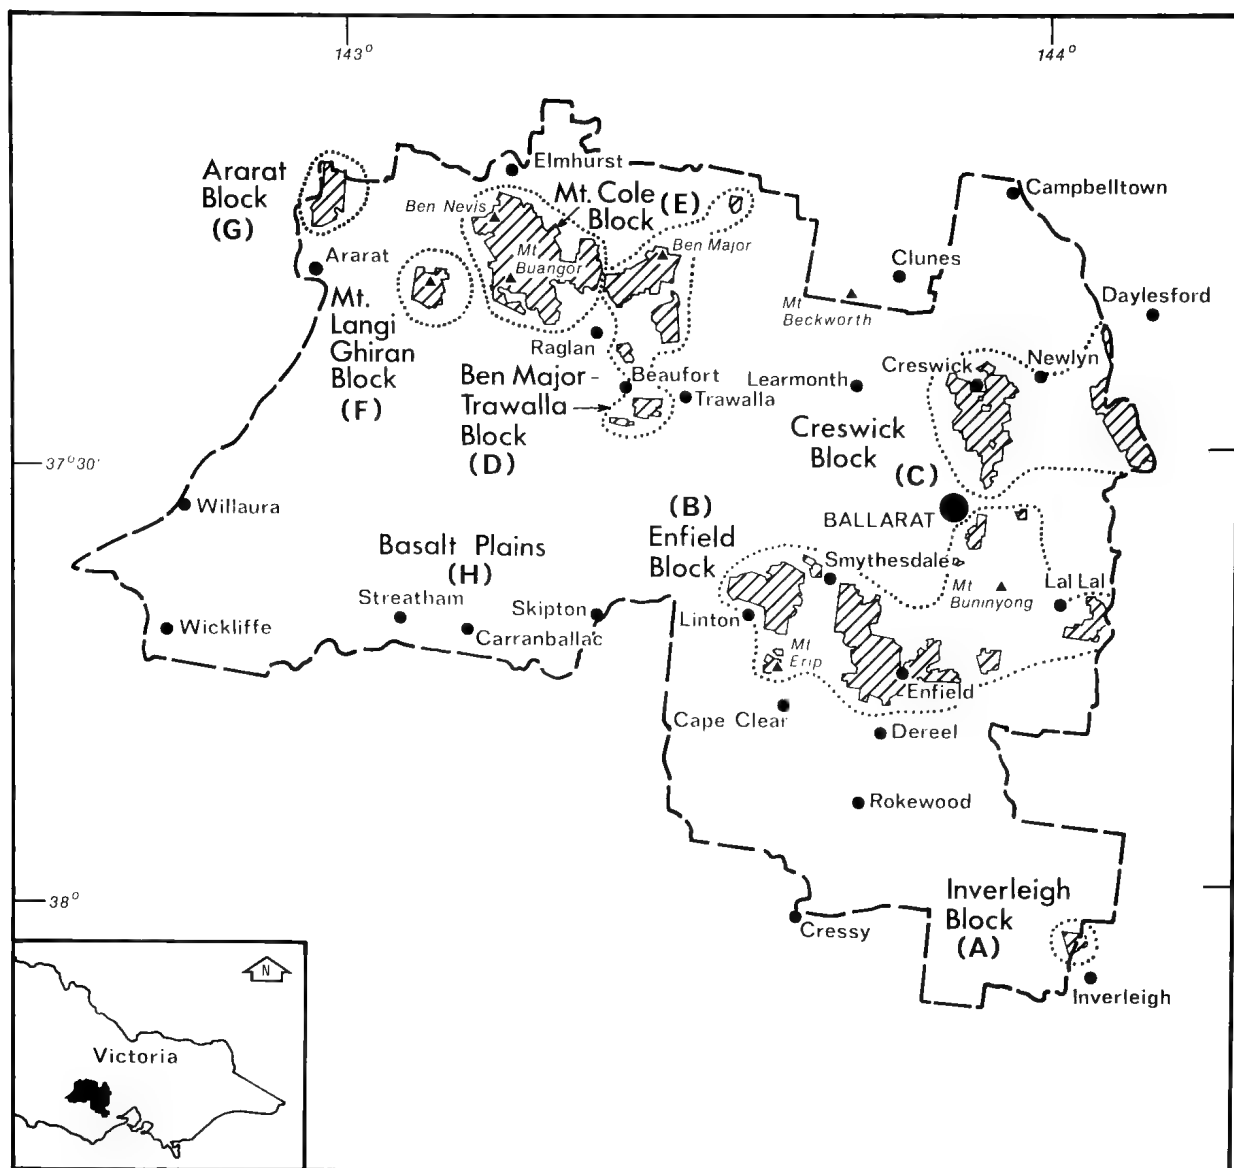 143°
144°
Elmhurst
Ararat
Block
(G)
Mt. Cole
Block
(E)
Campbelltown
Ben Nevis
Ben Major
Mt
Buangor
Ararat
Clunes
Mt
Beckworth
Daylesford
Mt.
Langi
Ghiran
Block
(F)
Raglan
Ben Major-
Trawalla
Block
(D)
Beaufort
Trawalla
Learmonth
Creswick
Newlyn
Creswick
Block
(C)
37°30'
Willaura
BALLARAT
(B)
Enfield
Block
Basalt Plains
(H)
Smythesdale
Mt
Buninyong
Lal Lal
Streatham
Skipton
Linton
Wickliffe
Carranballac
Mt
Erip
Enfield
Cape Clear
Dereel
Rokewood
38°
Inverleigh
Block
(A)
Cressy
Inverleigh
N
Victoria